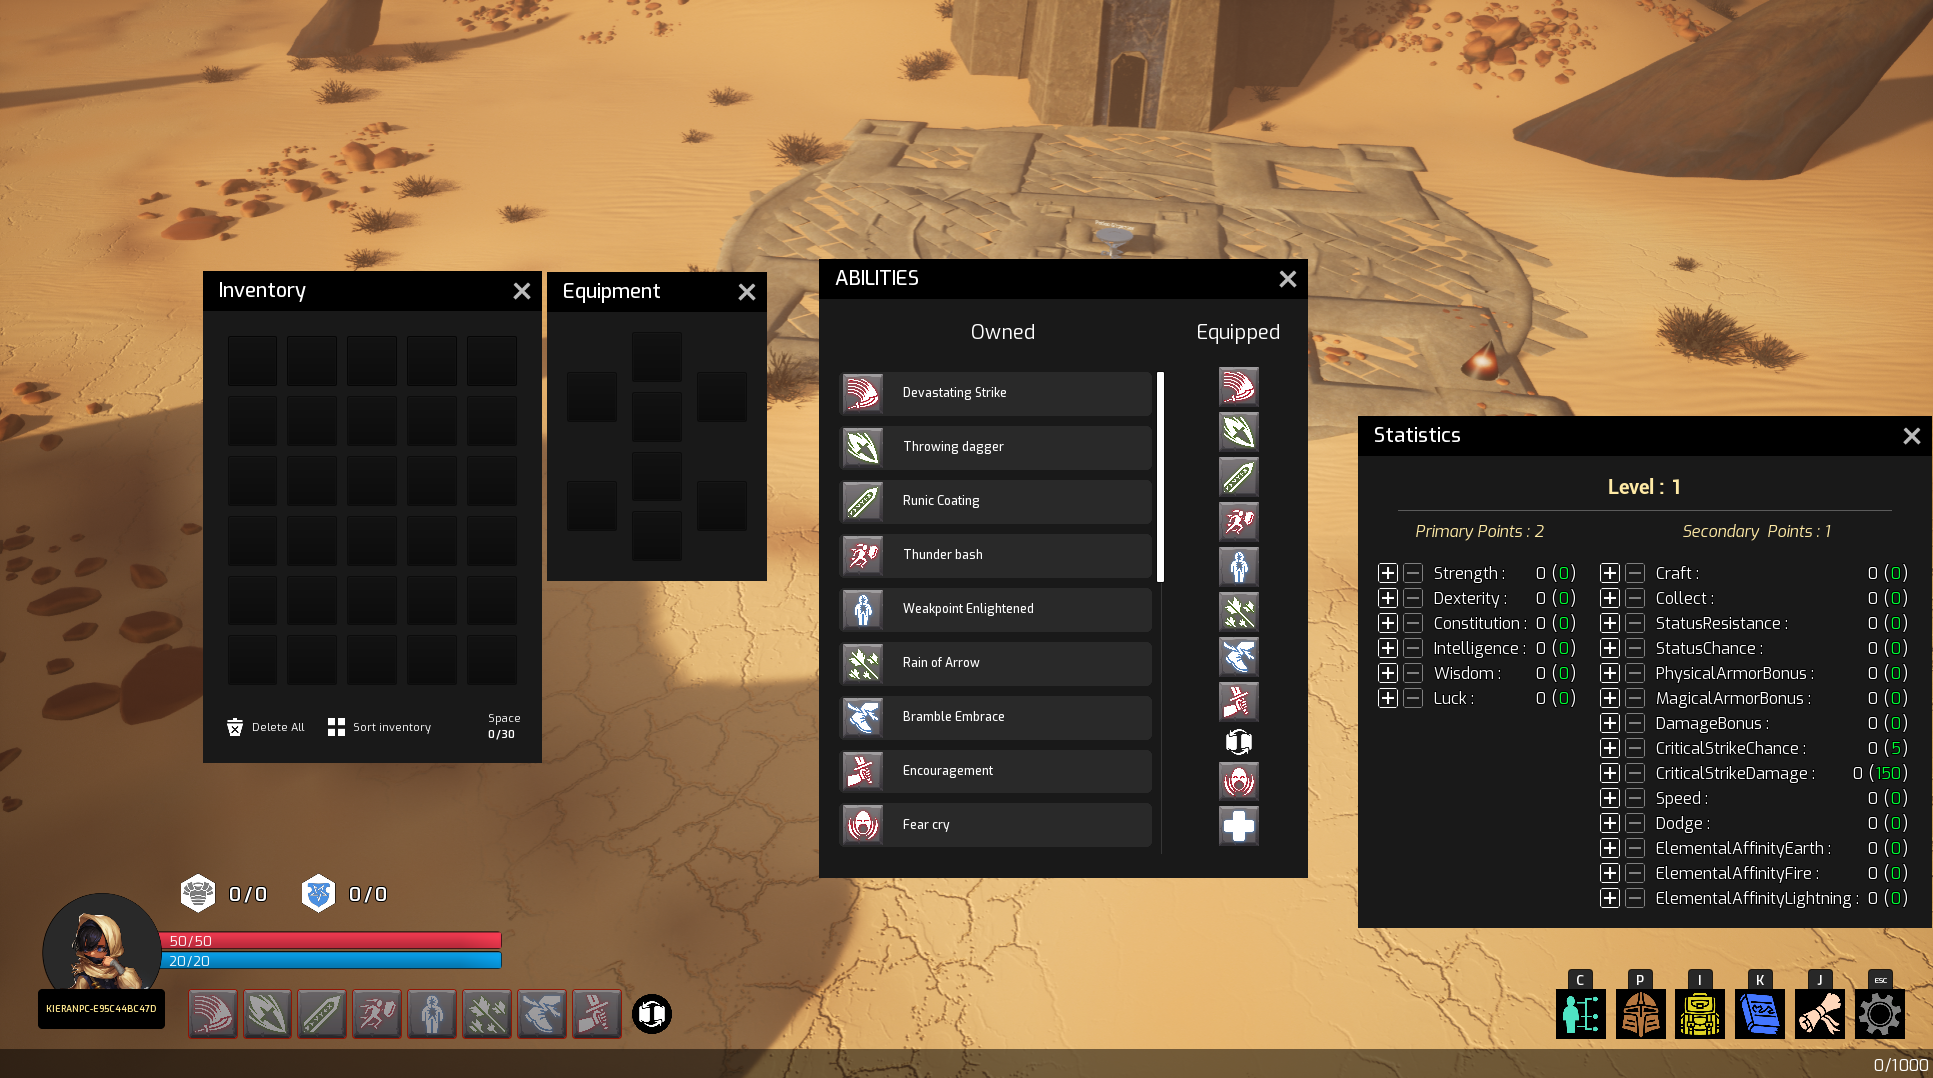 Inventory
Delete All
Sort inventory
Space
0/30
Equipment
ABILITIES
Owned
Equipped
Devastating Strike
Throwing dagger
Runic Coating
Thunder bash
Weakpoint Enlightened
Rain of Arrow
Bramble Embrace
Encouragement
Fear cry
Statistics
Level : 1
Primary Points : 2
Strength : 0 (0)
Dexterity : 0 (0)
Constitution : 0 (0)
Intelligence : 0 (0)
Wisdom : 0 (0)
Luck : 0 (0)
Secondary Points : 1
Craft : 0 (0)
Collect : 0 (0)
StatusResistance : 0 (0)
StatusChance : 0 (0)
PhysicalArmorBonus : 0 (0)
MagicalArmorBonus : 0 (0)
DamageBonus : 0 (0)
CriticalStrikeChance : 0 (5)
CriticalStrikeDamage : 0 (150)
Speed : 0 (0)
Dodge : 0 (0)
ElementalAffinityEarth : 0 (0)
ElementalAffinityFire : 0 (0)
ElementalAffinityLightning : 0 (0)
0/0
0/0
50/50
20/20
KIERANPC-E95C44BC47D
C
P
I
K
J
ESC
0/1000